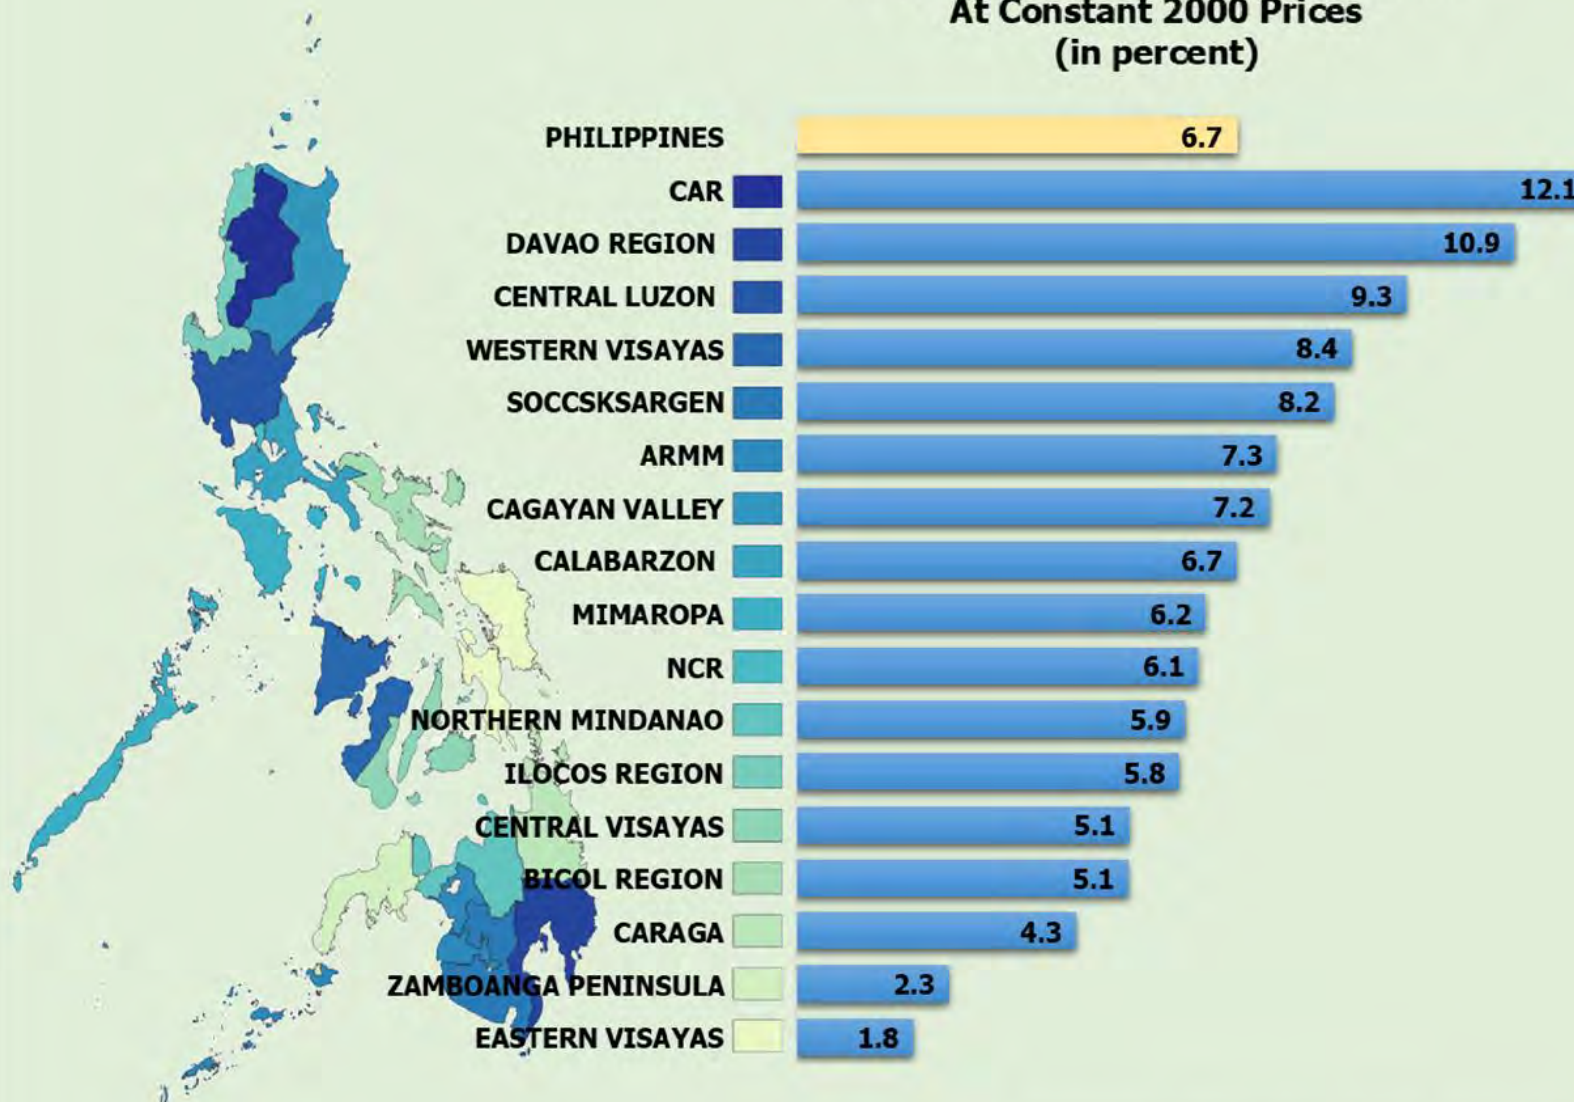 At Constant 2000 Prices
(in percent)
PHILIPPINES 6.7
CAR 12.1
DAVAO REGION 10.9
CENTRAL LUZON 9.3
WESTERN VISAYAS 8.4
SOCCSKSARGEN 8.2
ARMM 7.3
CAGAYAN VALLEY 7.2
CALABARZON 6.7
MIMAROPA 6.2
NCR 6.1
NORTHERN MINDANAO 5.9
ILOCOS REGION 5.8
CENTRAL VISAYAS 5.1
BICOL REGION 5.1
CARAGA 4.3
ZAMBOANGA PENINSULA 2.3
EASTERN VISAYAS 1.8